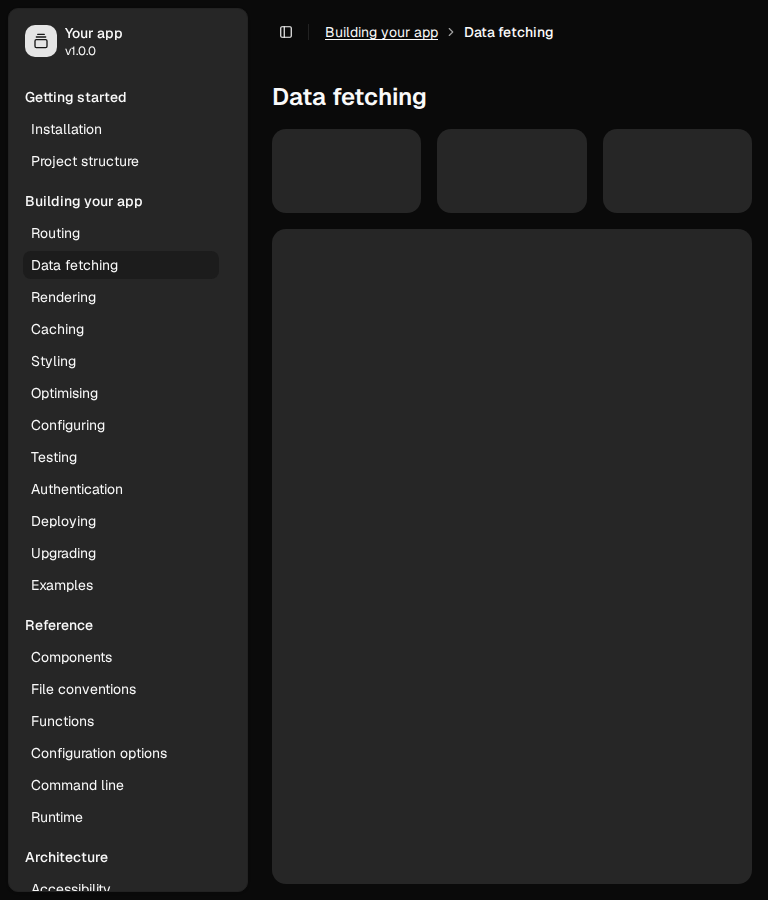 Your app
v1.0.0
Getting started
Installation
Project structure
Building your app
Routing
Data fetching
Rendering
Caching
Styling
Optimising
Configuring
Testing
Authentication
Deploying
Upgrading
Examples
Reference
Components
File conventions
Functions
Configuration options
Command line
Runtime
Architecture
Accessibility
Building your app
Data fetching
Data fetching